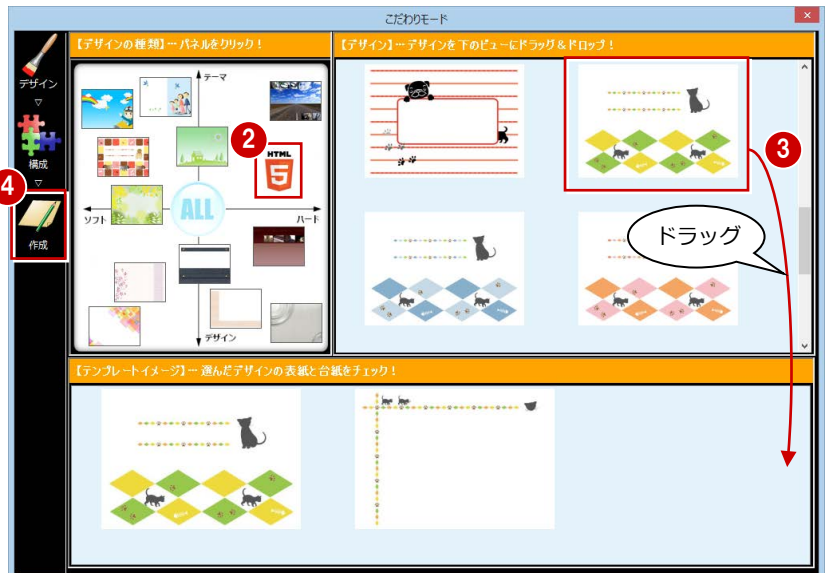 こだわりモード
×
【デザインの種類】… パネルをクリック！
【デザイン】… デザインを下のビューにドラッグ＆ドロップ！
デザイン
▽
構成
▽
4
作成
テーマ
2
HTML
5
ソフト
ALL
ハード
デザイン
3
ドラッグ
【テンプレートイメージ】… 選んだデザインの表紙と台紙をチェック！